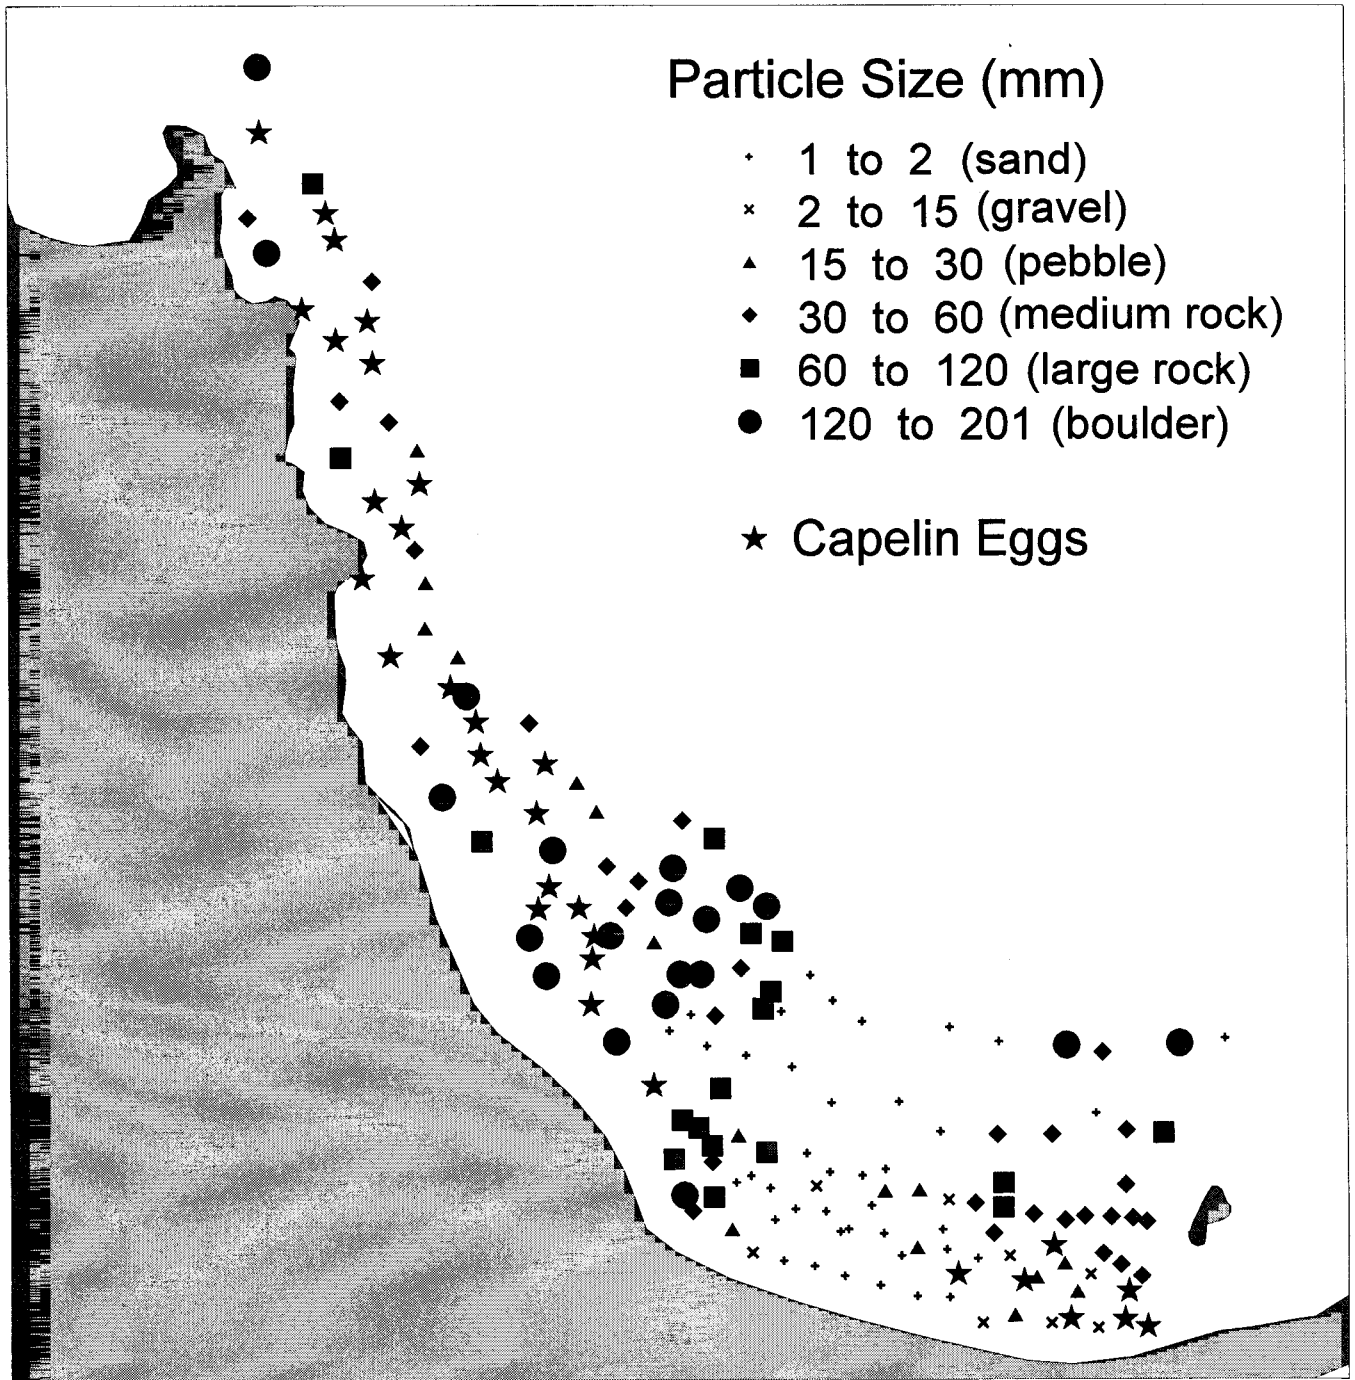 Particle Size (mm)
1 to 2 (sand)
2 to 15 (gravel)
15 to 30 (pebble)
30 to 60 (medium rock)
60 to 120 (large rock)
120 to 201 (boulder)
Capelin Eggs